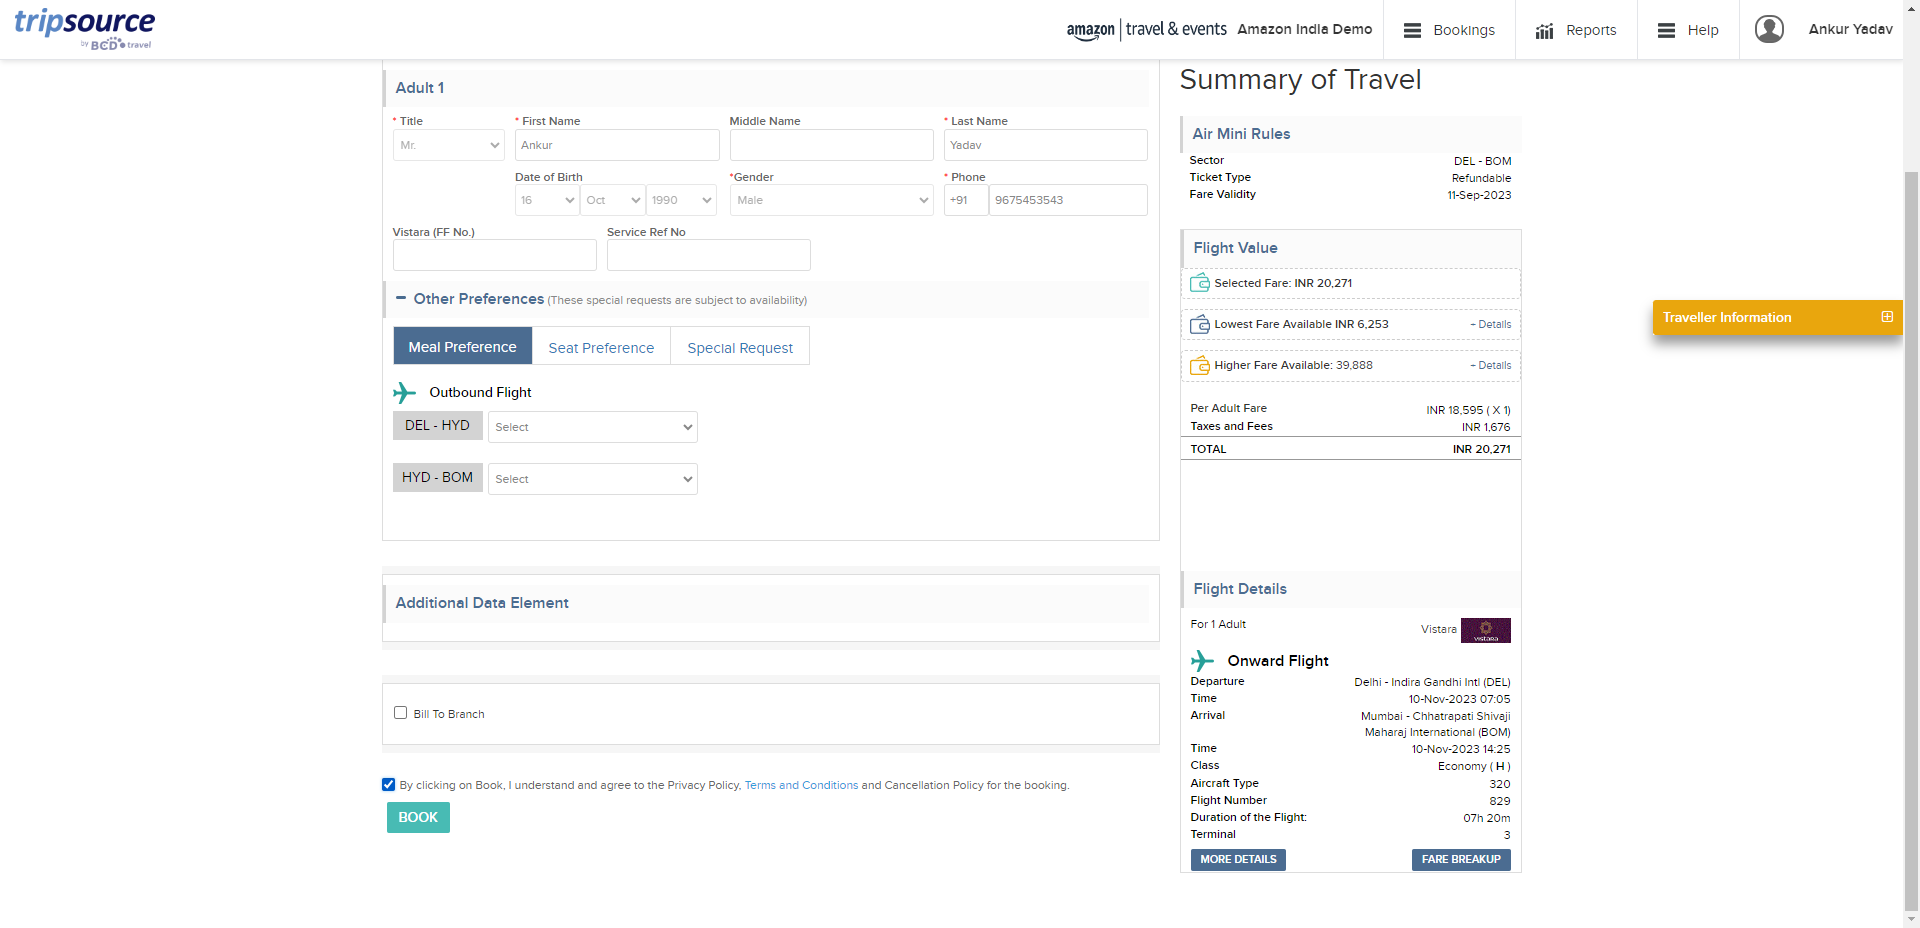 tripsource
by BCD travel
amazon | travel & events Amazon India Demo
Bookings
Reports
Help
Ankur Yadav
Adult 1
* Title
* First Name
Middle Name
* Last Name
Mr.
Ankur
Yadav
Date of Birth
*Gender
* Phone
16
Oct
1990
Male
+91
9675453543
Vistara (FF No.)
Service Ref No
− Other Preferences (These special requests are subject to availability)
Meal Preference
Seat Preference
Special Request
Outbound Flight
DEL - HYD
Select
HYD - BOM
Select
Additional Data Element
Bill To Branch
By clicking on Book, I understand and agree to the Privacy Policy, Terms and Conditions and Cancellation Policy for the booking.
BOOK
Summary of Travel
Air Mini Rules
Sector DEL - BOM
Ticket Type Refundable
Fare Validity 11-Sep-2023
Flight Value
Selected Fare: INR 20,271
Lowest Fare Available INR 6,253 + Details
Higher Fare Available: 39,888 + Details
Per Adult Fare INR 18,595 ( X 1)
Taxes and Fees INR 1,676
TOTAL INR 20,271
Flight Details
For 1 Adult Vistara
vistara
Onward Flight
Departure Delhi - Indira Gandhi Intl (DEL)
Time 10-Nov-2023 07:05
Arrival Mumbai - Chhatrapati Shivaji
Maharaj International (BOM)
Time 10-Nov-2023 14:25
Class Economy ( H )
Aircraft Type 320
Flight Number 829
Duration of the Flight: 07h 20m
Terminal 3
MORE DETAILS
FARE BREAKUP
Traveller Information